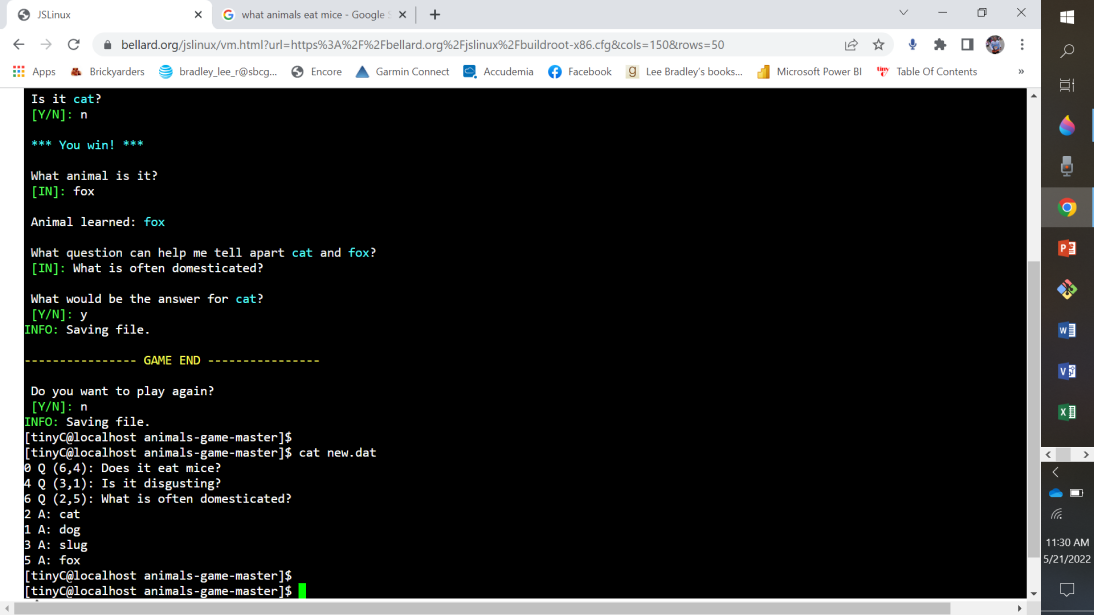 JSLinux
what animals eat mice - Google
bellard.org/jslinux/vm.html?url=https%3A%2F%2Fbellard.org%2Fjslinux%2Fbuildroot-x86.cfg&cols=150&rows=50
Apps Brickyarders bradley_lee_r@sbcg... Encore Garmin Connect Accudemia Facebook Lee Bradley's books... Microsoft Power BI Table Of Contents »
Is it cat?
[Y/N]: n
*** You win! ***
What animal is it?
[IN]: fox
Animal learned: fox
What question can help me tell apart cat and fox?
[IN]: What is often domesticated?
What would be the answer for cat?
[Y/N]: y
INFO: Saving file.
---------------- GAME END ----------------
Do you want to play again?
[Y/N]: n
INFO: Saving file.
[tinyC@localhost animals-game-master]$
[tinyC@localhost animals-game-master]$ cat new.dat
0 Q (6,4): Does it eat mice?
4 Q (3,1): Is it disgusting?
6 Q (2,5): What is often domesticated?
2 A: cat
1 A: dog
3 A: slug
5 A: fox
[tinyC@localhost animals-game-master]$
[tinyC@localhost animals-game-master]$
11:30 AM
5/21/2022